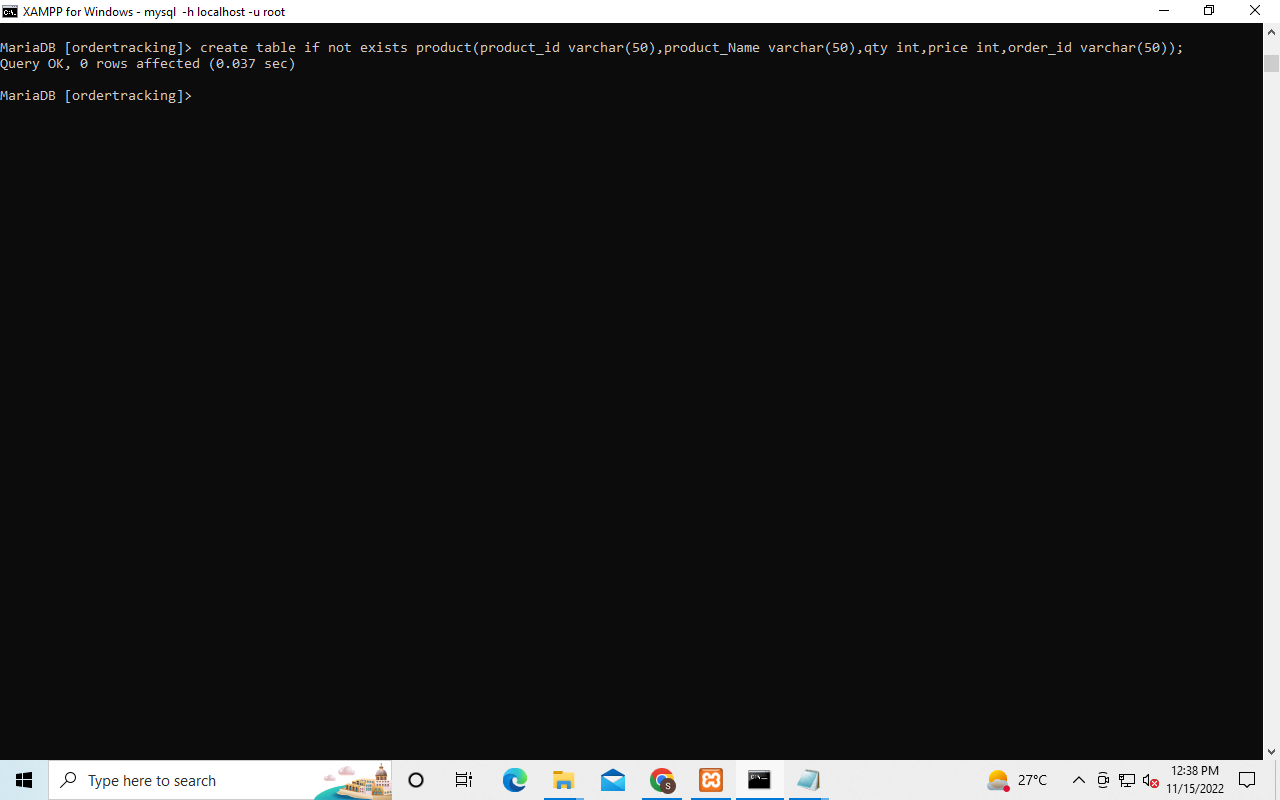 XAMPP for Windows - mysql  -h localhost -u root
MariaDB [ordertracking]> create table if not exists product(product_id varchar(50),product_Name varchar(50),qty int,price int,order_id varchar(50));
Query OK, 0 rows affected (0.037 sec)
MariaDB [ordertracking]>
Type here to search
S
27°C
12:38 PM
11/15/2022